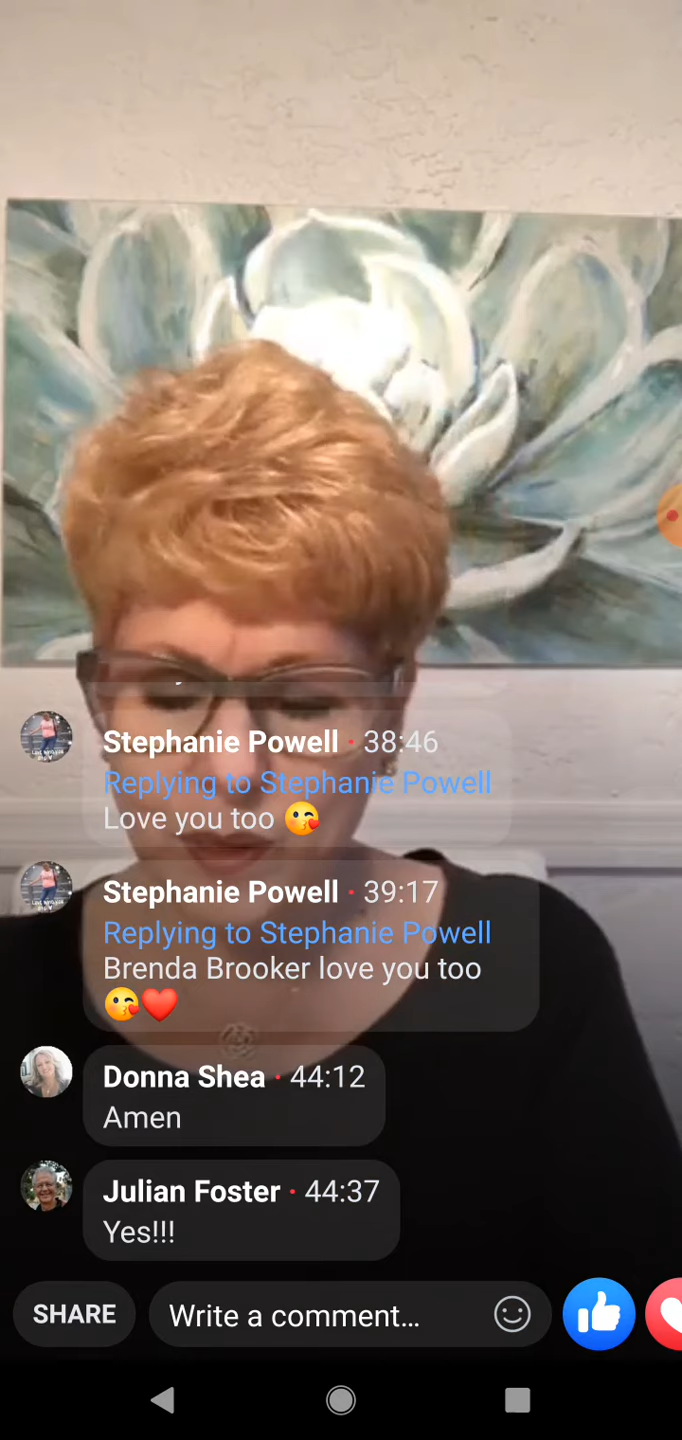 Stephanie Powell · 38:46
Replying to Stephanie Powell
Love you too 😘
Stephanie Powell · 39:17
Replying to Stephanie Powell
Brenda Brooker love you too
😘❤️
Donna Shea · 44:12
Amen
Julian Foster · 44:37
Yes!!!
SHARE
Write a comment...